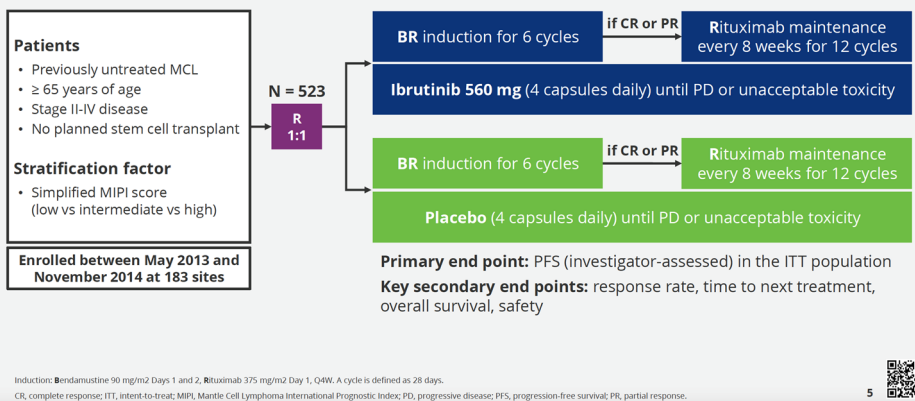 Patients
• Previously untreated MCL
• ≥ 65 years of age
• Stage II-IV disease
• No planned stem cell transplant
Stratification factor
• Simplified MIPI score
(low vs intermediate vs high)
Enrolled between May 2013 and
November 2014 at 183 sites
N = 523
R
1:1
BR induction for 6 cycles
if CR or PR
Rituximab maintenance
every 8 weeks for 12 cycles
Ibrutinib 560 mg (4 capsules daily) until PD or unacceptable toxicity
BR induction for 6 cycles
if CR or PR
Rituximab maintenance
every 8 weeks for 12 cycles
Placebo (4 capsules daily) until PD or unacceptable toxicity
Primary end point: PFS (investigator-assessed) in the ITT population
Key secondary end points: response rate, time to next treatment,
overall survival, safety
Induction: Bendamustine 90 mg/m2 Days 1 and 2, Rituximab 375 mg/m2 Day 1, Q4W. A cycle is defined as 28 days.
CR, complete response; ITT, intent-to-treat; MIPI, Mantle Cell Lymphoma International Prognostic Index; PD, progressive disease; PFS, progression-free survival; PR, partial response.
5